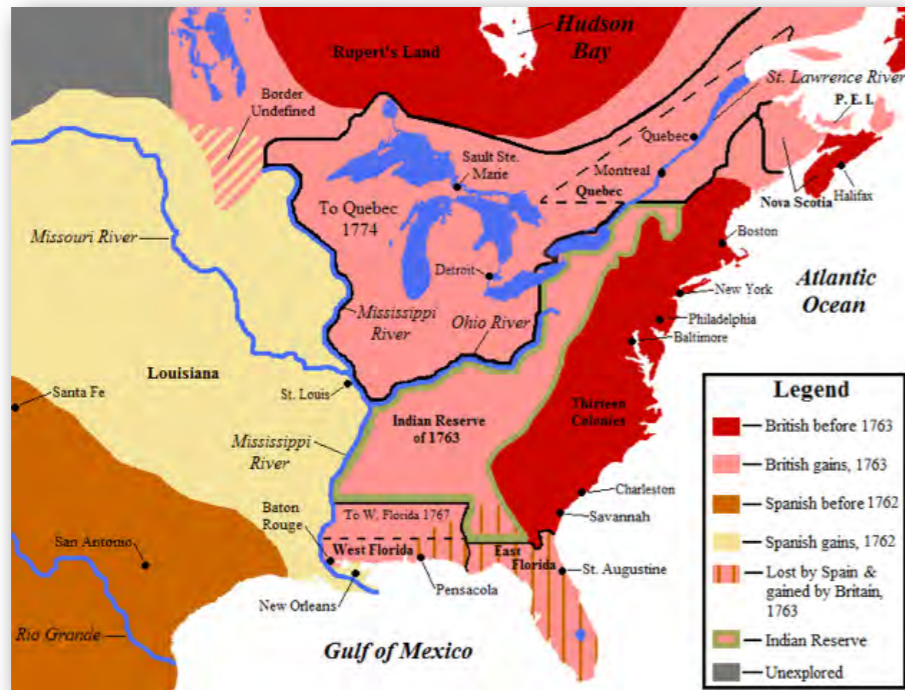 Hudson
Bay
Rupert's Land
St. Lawrence River
Border
Undefined
P. E. I.
Quebec
Sault Ste.
Marie
Montreal
Quebec
Halifax
Nova Scotia
To Quebec
1774
Missouri River
Boston
Detroit
Atlantic
Ocean
New York
Mississippi
River
Ohio River
Philadelphia
Baltimore
Louisiana
St. Louis
Santa Fe
Indian Reserve
of 1763
Thirteen
Colonies
Mississippi
River
Charleston
Savannah
Baton
Rouge
To W. Florida 1767
San Antonio
West Florida
East
Florida
St. Augustine
Pensacola
New Orleans
Rio Grande
Gulf of Mexico
Legend
British before 1763
British gains, 1763
Spanish before 1762
Spanish gains, 1762
Lost by Spain &
gained by Britain,
1763
Indian Reserve
Unexplored